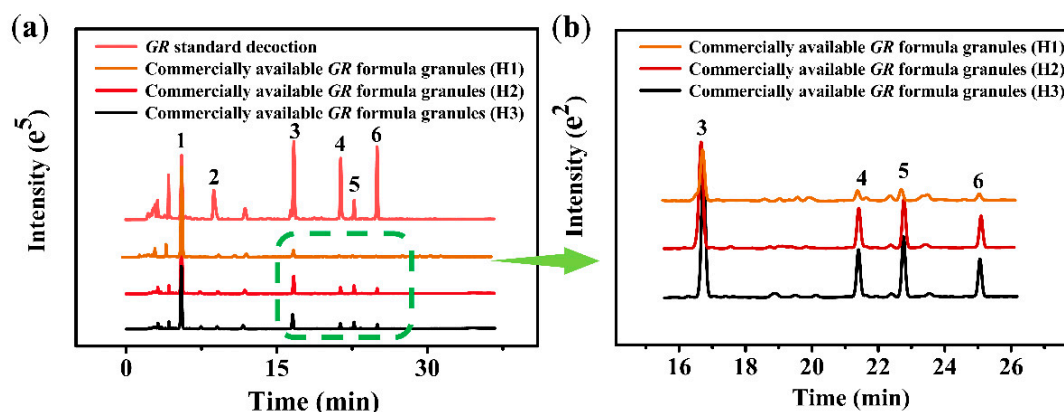 (a)
GR standard decoction
Commercially available GR formula granules (H1)
Commercially available GR formula granules (H2)
Commercially available GR formula granules (H3)
1
2
3
4
5
6
Intensity (e5)
0
15
30
Time (min)
(b)
Commercially available GR formula granules (H1)
Commercially available GR formula granules (H2)
Commercially available GR formula granules (H3)
3
4
5
6
Intensity (e2)
16
18
20
22
24
26
Time (min)